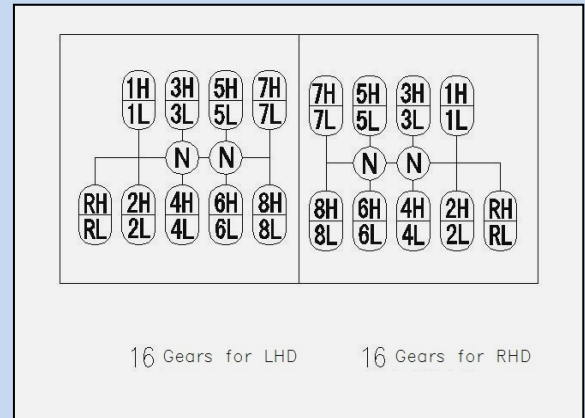 1H 3H 5H 7H
1L 3L 5L 7L
N N
RH 2H 4H 6H 8H
RL 2L 4L 6L 8L
7H 5H 3H 1H
7L 5L 3L 1L
N N
8H 6H 4H 2H RH
8L 6L 4L 2L RL
16 Gears for LHD
16 Gears for RHD